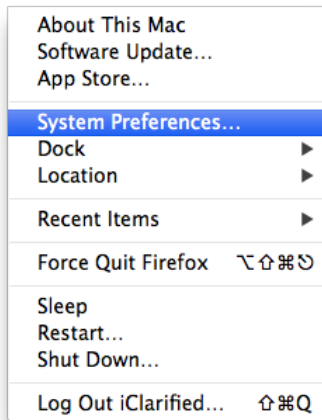 About This Mac
Software Update...
App Store...
System Preferences...
Dock ▶
Location ▶
Recent Items ▶
Force Quit Firefox ⌥⇧⌘⎋
Sleep
Restart...
Shut Down...
Log Out iClarified... ⇧⌘Q